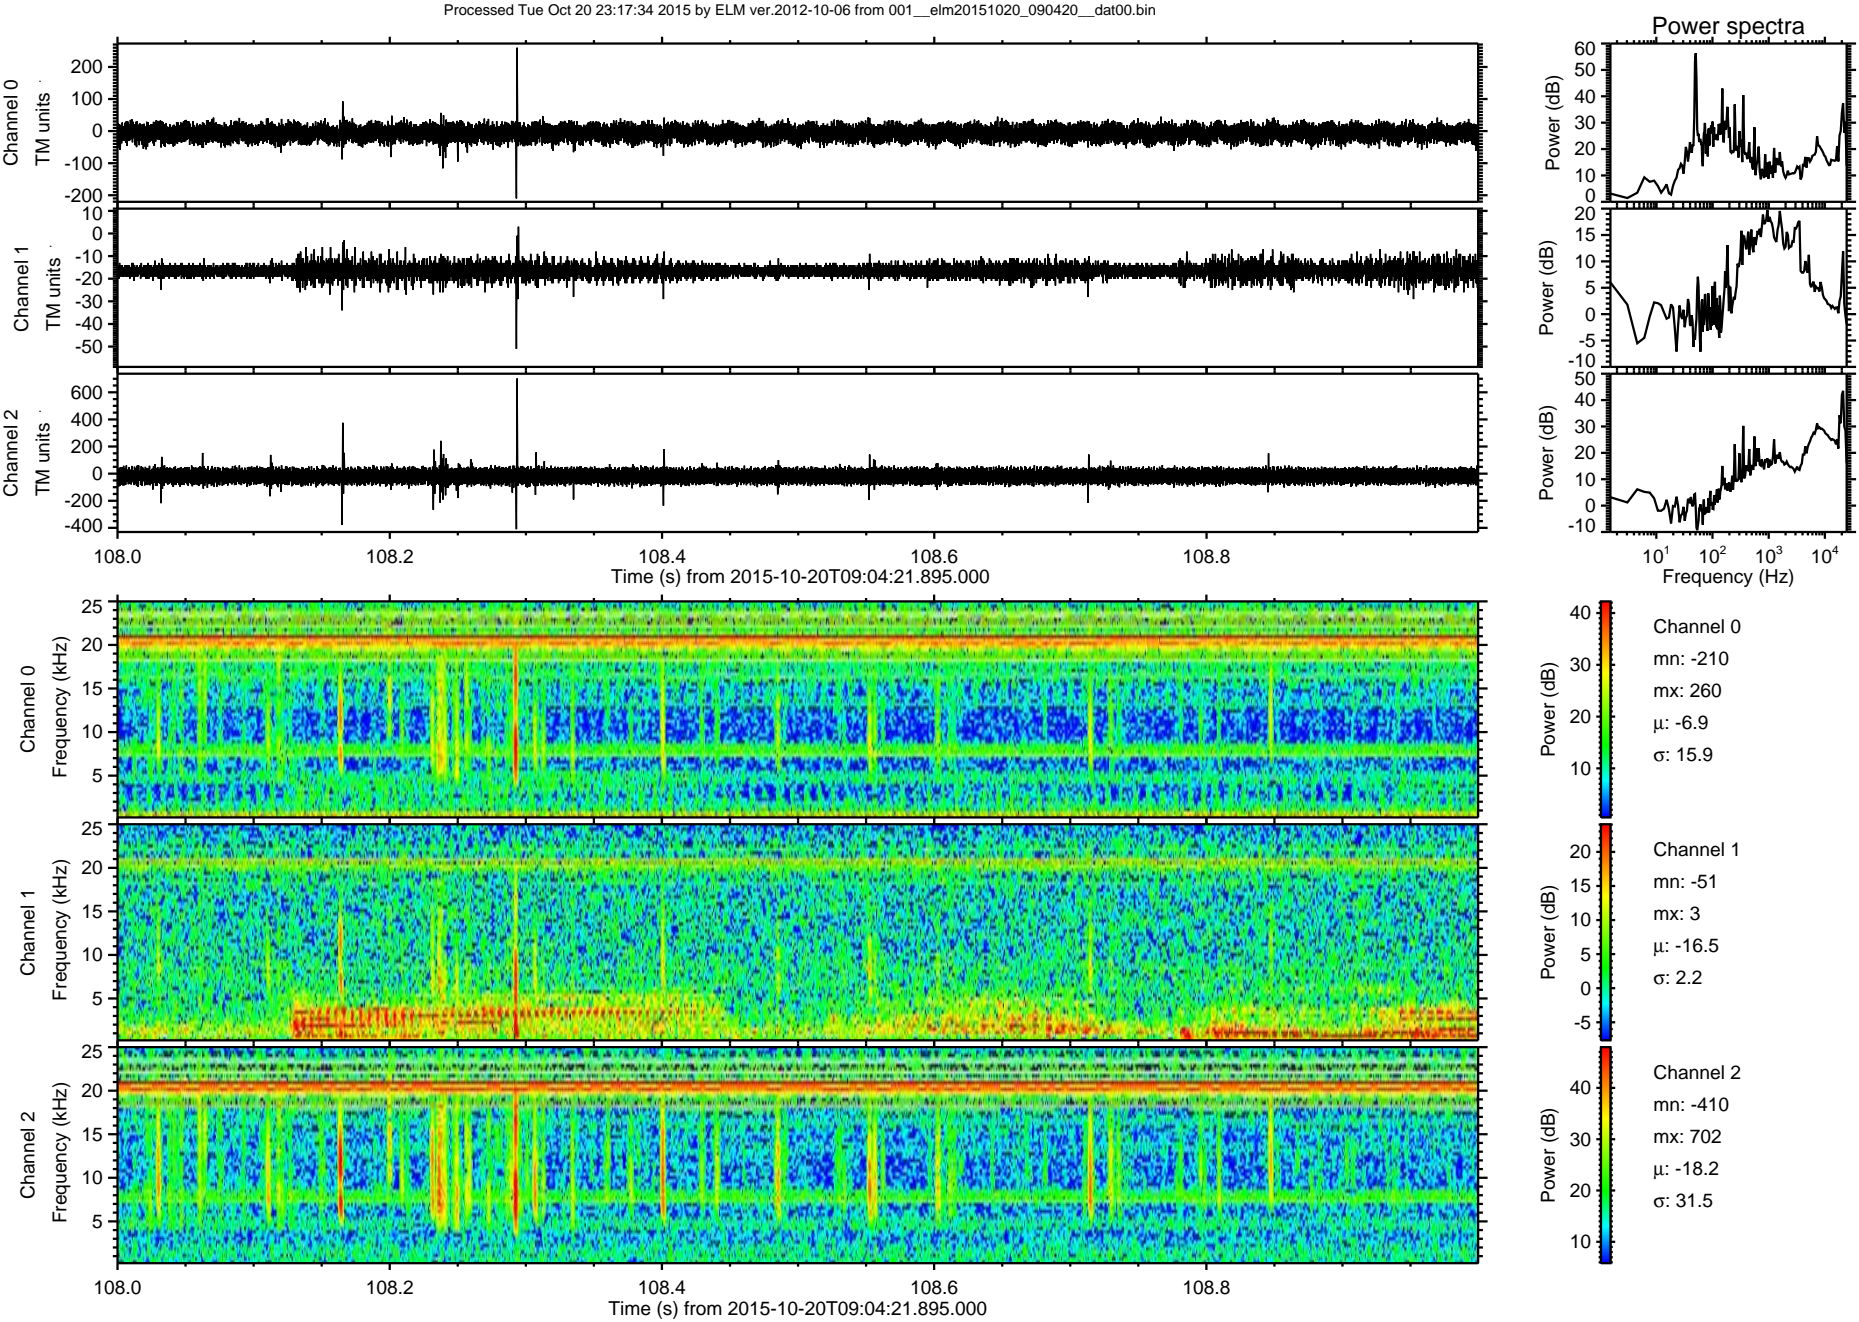 Processed Tue Oct 20 23:17:34 2015 by ELM ver.2012-10-06 from 001__elm20151020_090420__dat00.bin
Power spectra
Channel 0
TM units
200
100
0
-100
-200
Power (dB)
60
50
40
30
20
10
0
Channel 1
TM units
10
0
-10
-20
-30
-40
-50
Power (dB)
20
15
10
5
0
-5
-10
Channel 2
TM units
600
400
200
0
-200
-400
Power (dB)
50
40
30
20
10
0
-10
108.0 108.2 108.4 108.6 108.8
Time (s) from 2015-10-20T09:04:21.895.000
10¹ 10² 10³ 10⁴
Frequency (Hz)
Channel 0
Frequency (kHz)
25
20
15
10
5
Power (dB)
40
30
20
10
Channel 0
mn: -210
mx: 260
μ: -6.9
σ: 15.9
Channel 1
Frequency (kHz)
25
20
15
10
5
Power (dB)
20
15
10
5
0
-5
Channel 1
mn: -51
mx: 3
μ: -16.5
σ: 2.2
Channel 2
Frequency (kHz)
25
20
15
10
5
Power (dB)
40
30
20
10
Channel 2
mn: -410
mx: 702
μ: -18.2
σ: 31.5
108.0 108.2 108.4 108.6 108.8
Time (s) from 2015-10-20T09:04:21.895.000